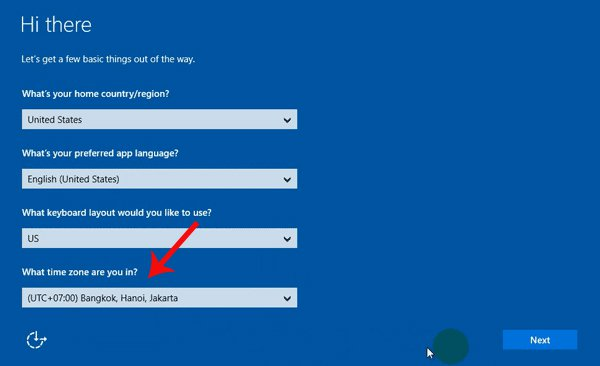 Hi there
Let's get a few basic things out of the way.
What's your home country/region?
United States
What's your preferred app language?
English (United States)
What keyboard layout would you like to use?
US
What time zone are you in?
(UTC+07:00) Bangkok, Hanoi, Jakarta
Next